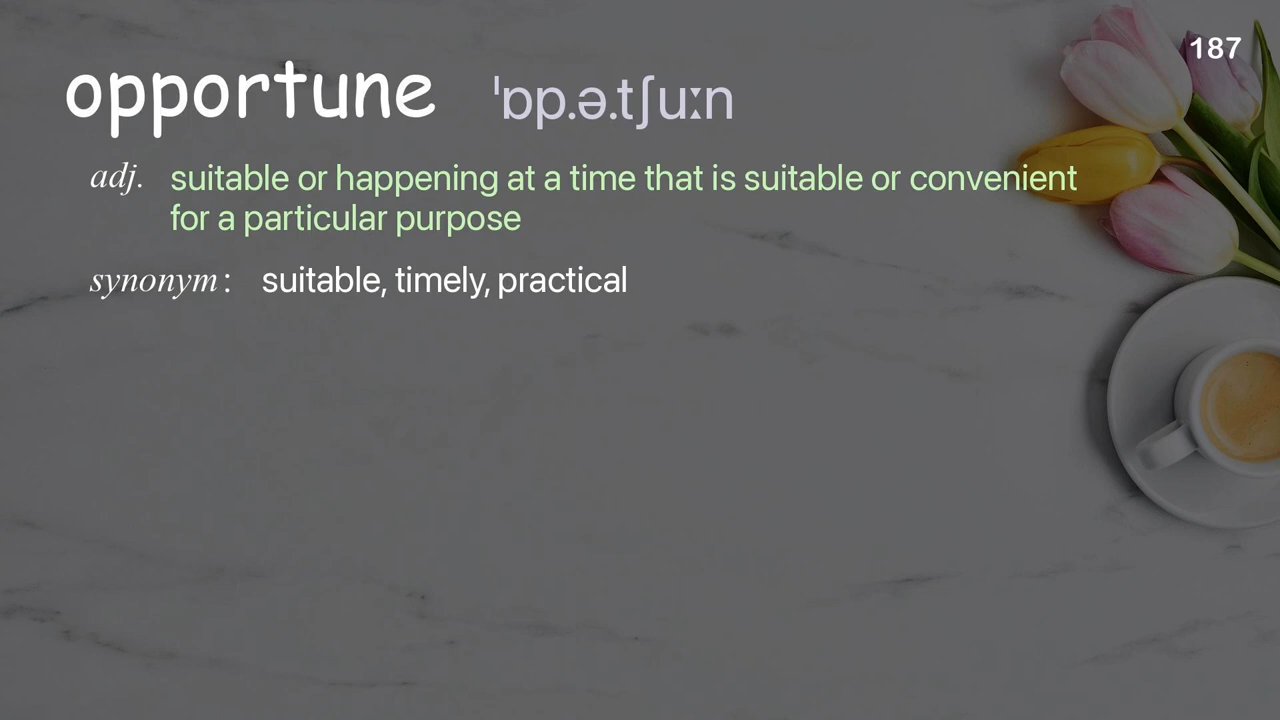 187
opportune ˈɒp.ə.tʃuːn
adj. suitable or happening at a time that is suitable or convenient
for a particular purpose
synonym: suitable, timely, practical